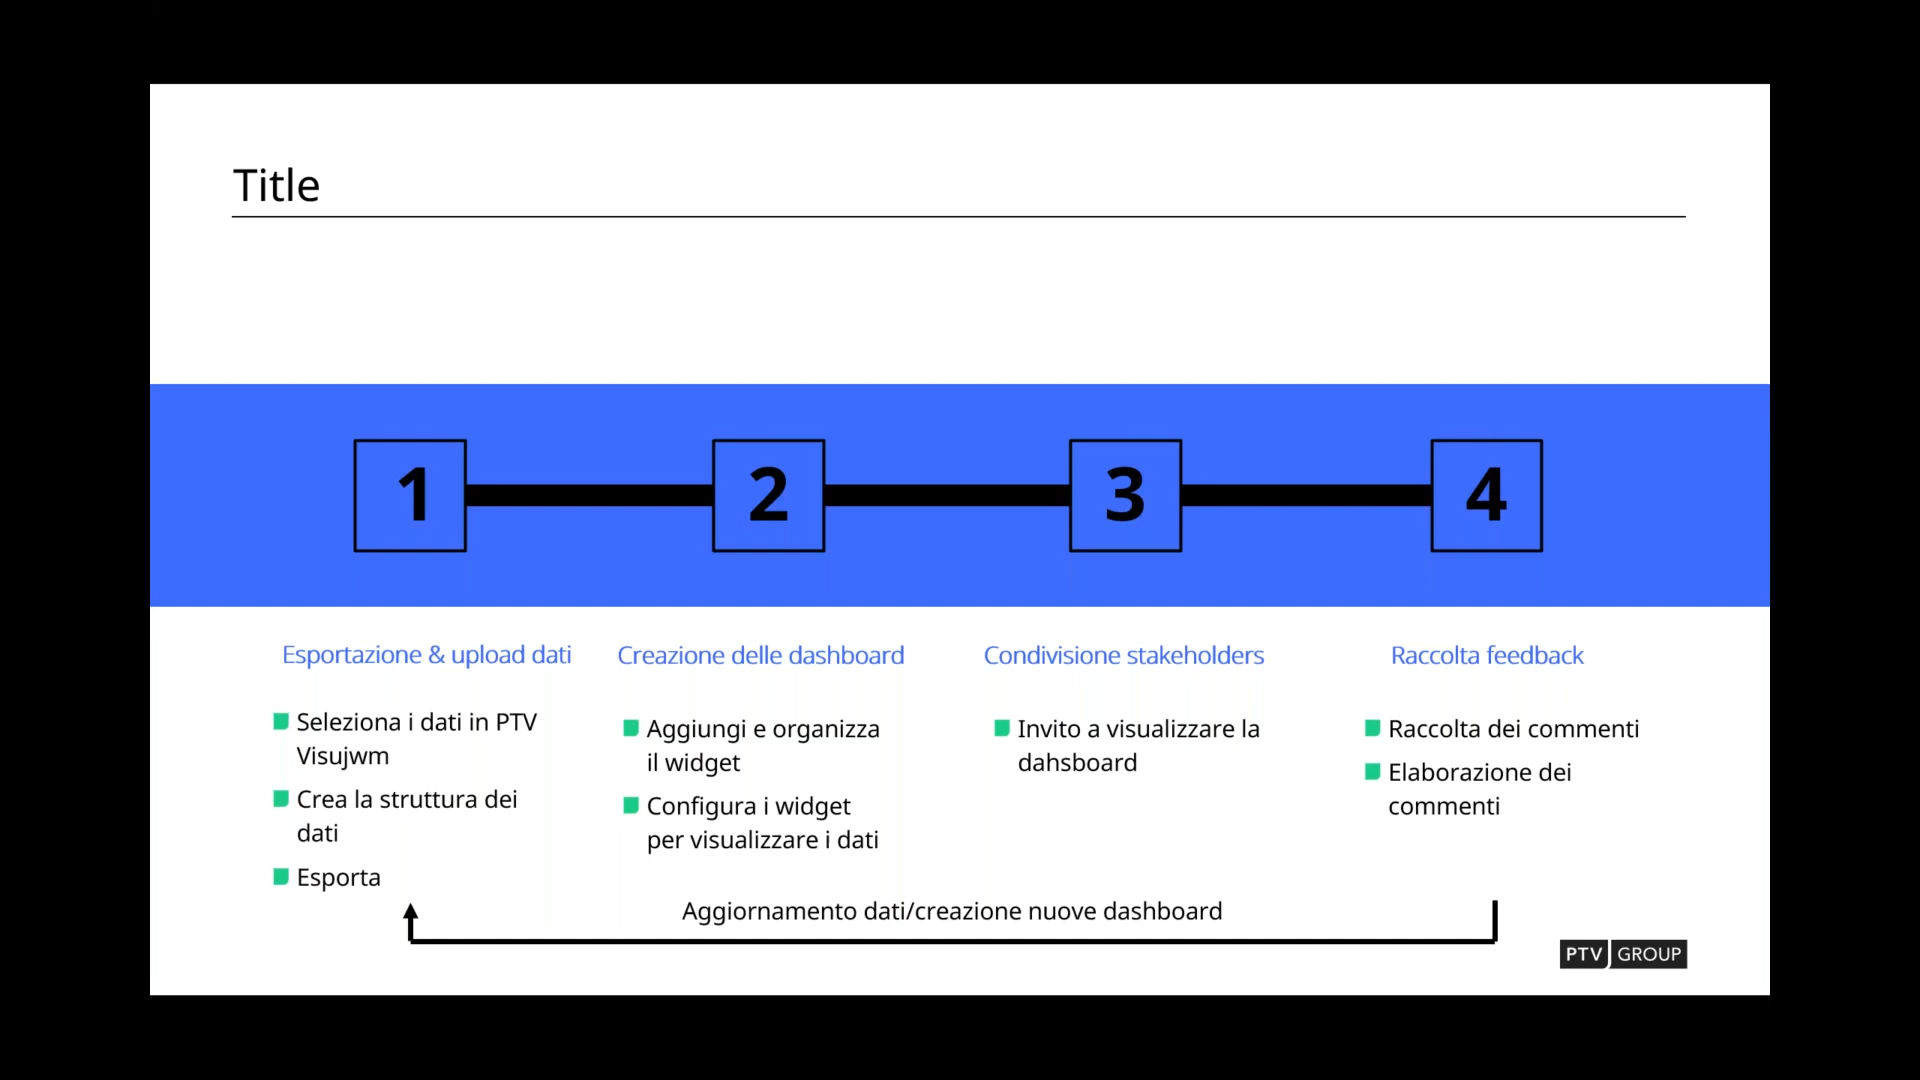 Title
1
2
3
4
Esportazione & upload dati
Seleziona i dati in PTV
Visujwm
Crea la struttura dei
dati
Esporta
Creazione delle dashboard
Aggiungi e organizza
il widget
Configura i widget
per visualizzare i dati
Condivisione stakeholders
Invito a visualizzare la
dahsboard
Raccolta feedback
Raccolta dei commenti
Elaborazione dei
commenti
Aggiornamento dati/creazione nuove dashboard
PTV GROUP